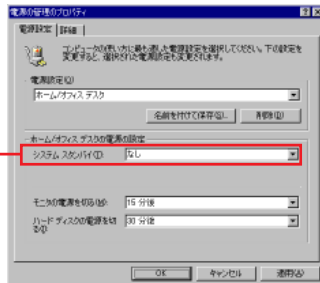 電源の管理のプロパティ
電源設定 詳細
コンピュータの使い方に最も適した電源設定を選択してください。下の設定を
変更すると、選択された電源設定も変更されます。
電源設定(C)
ホーム/オフィス デスク
名前を付けて保存(S)... 削除(D)
ホーム/オフィス デスクの電源の設定
システム スタンバイ(T): なし
モニタの電源を切る(M): 15 分後
ハード ディスクの電源を切る(I): 30 分後
OK キャンセル 適用(A)